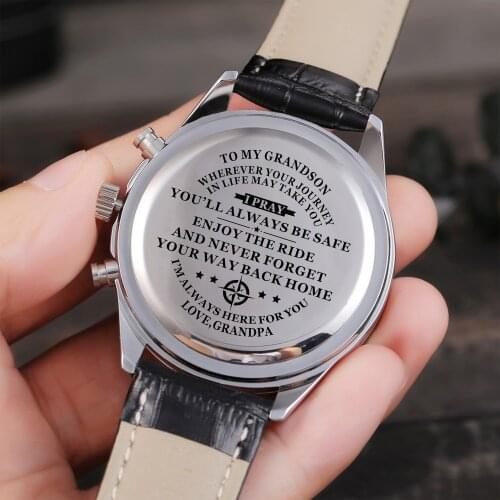 TO MY GRANDSON
WHEREVER YOUR JOURNEY
IN LIFE MAY TAKE YOU
I PRAY
YOU'LL ALWAYS BE SAFE
ENJOY THE RIDE
AND NEVER FORGET
YOUR WAY BACK HOME
I'M ALWAYS HERE FOR YOU
LOVE, GRANDPA